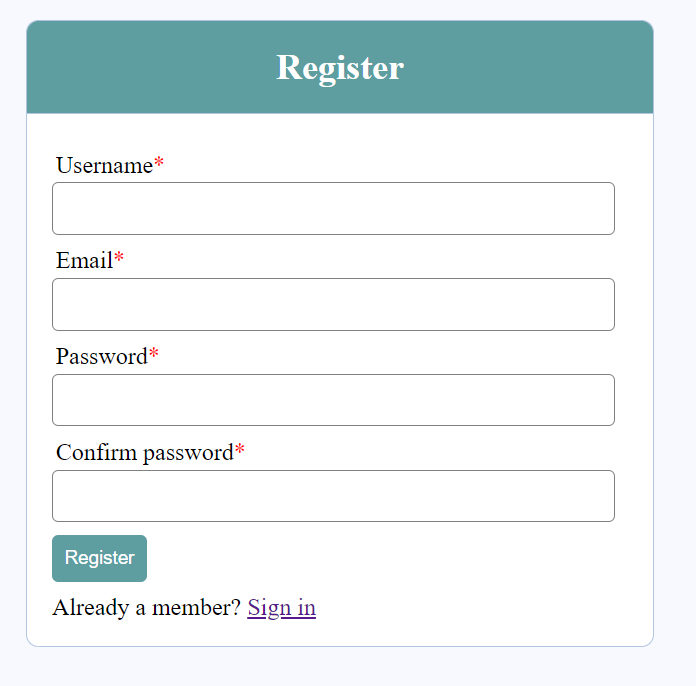 Register
Username*
Email*
Password*
Confirm password*
Register
Already a member? Sign in